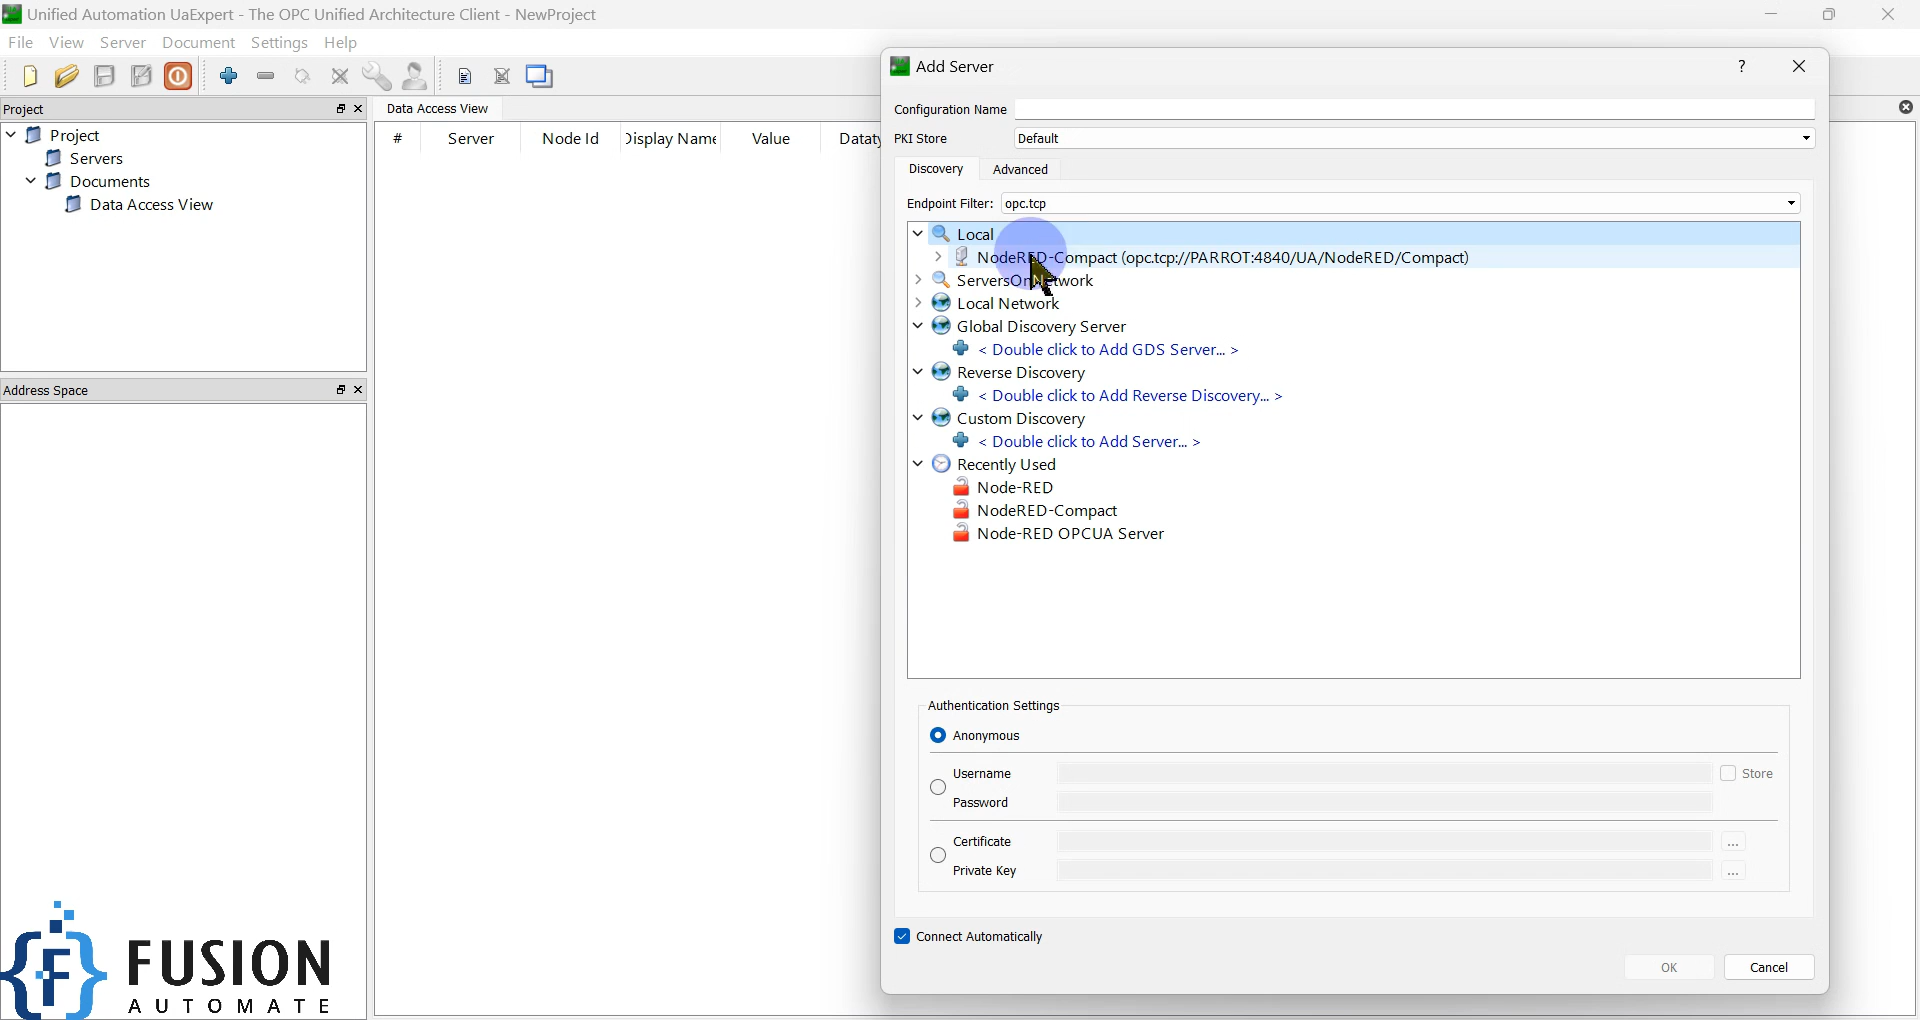 Unified Automation UaExpert - The OPC Unified Architecture Client - NewProject
File View Server Document Settings Help
Project
Project
Servers
Documents
Data Access View
Address Space
Data Access View
# Server Node Id Display Name Value
Add Server
?
Configuration Name
PKI Store Default
Discovery Advanced
Endpoint Filter: opc.tcp
Local
NodeRED-Compact (opc.tcp://PARROT:4840/UA/NodeRED/Compact)
ServersOnNetwork
Local Network
Global Discovery Server
< Double click to Add GDS Server... >
Reverse Discovery
< Double click to Add Reverse Discovery... >
Custom Discovery
< Double click to Add Server... >
Recently Used
Node-RED
NodeRED-Compact
Node-RED OPCUA Server
Authentication Settings
Anonymous
Username Store
Password
Certificate ...
Private Key ...
Connect Automatically
OK Cancel
FUSION
AUTOMATE